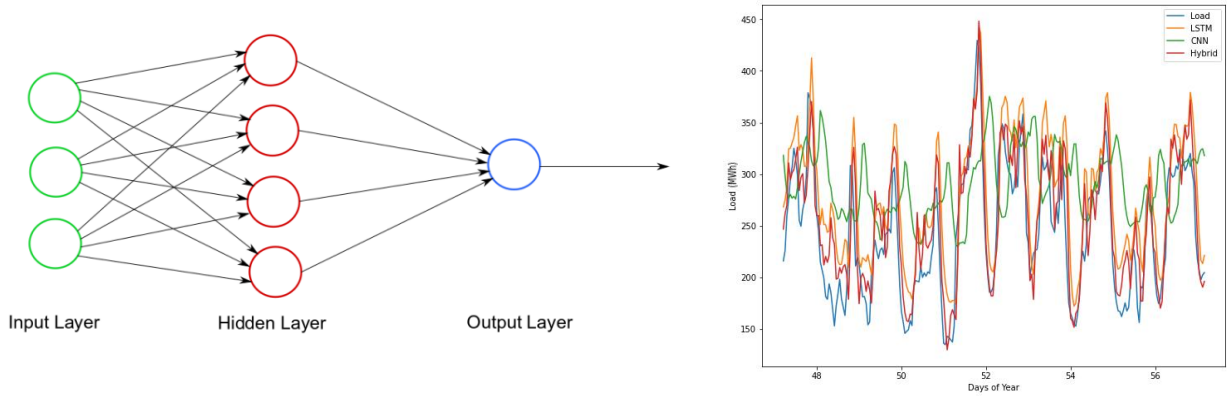 Input Layer
Hidden Layer
Output Layer
Load (MWh)
450
400
350
300
250
200
150
48
50
52
54
56
Days of Year
Load
LSTM
CNN
Hybrid